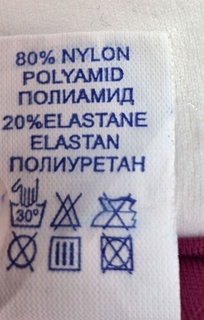 80% NYLON
POLYAMID
ПОЛИАМИД
20%ELASTANE
ELASTAN
ПОЛИУРЕТАН
30°